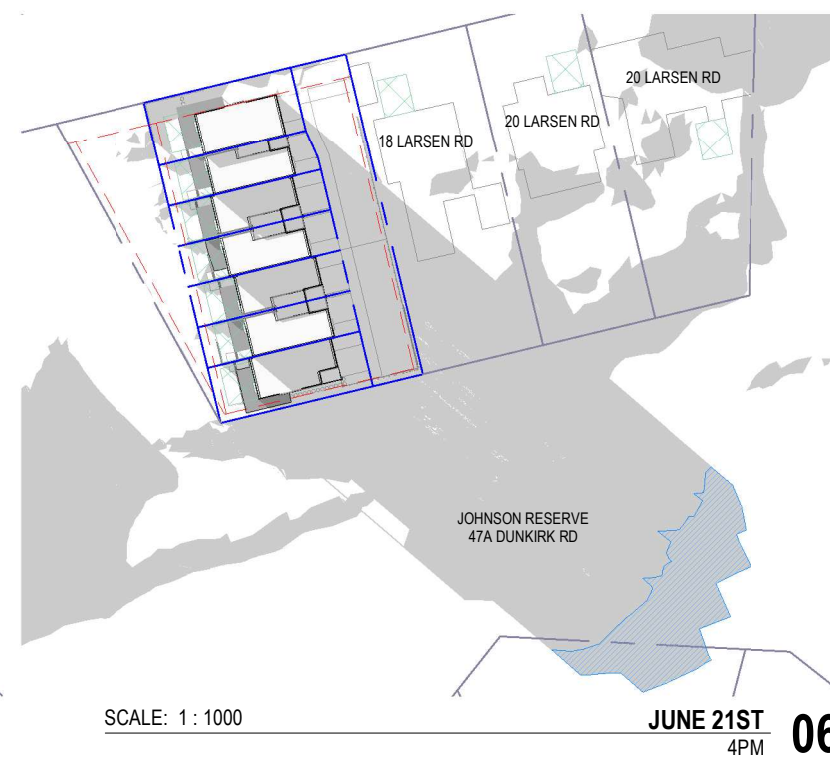 20 LARSEN RD
20 LARSEN RD
18 LARSEN RD
JOHNSON RESERVE
47A DUNKIRK RD
SCALE: 1 : 1000
JUNE 21ST
4PM
06